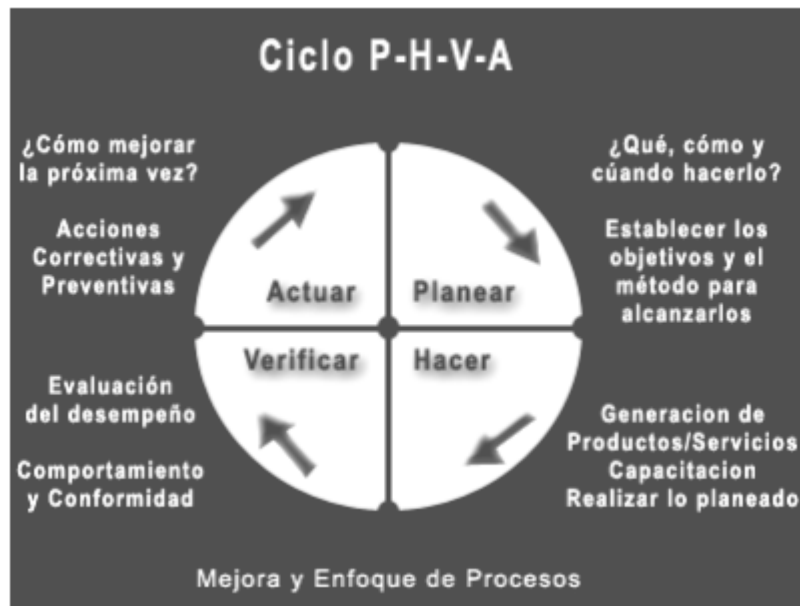 Ciclo P-H-V-A
¿Cómo mejorar
la próxima vez?
Acciones
Correctivas y
Preventivas
¿Qué, cómo y
cúando hacerlo?
Establecer los
objetivos y el
método para
alcanzarlos
Actuar
Planear
Verificar
Hacer
Evaluación
del desempeño
Comportamiento
y Conformidad
Generacion de
Productos/Servicios
Capacitacion
Realizar lo planeado
Mejora y Enfoque de Procesos